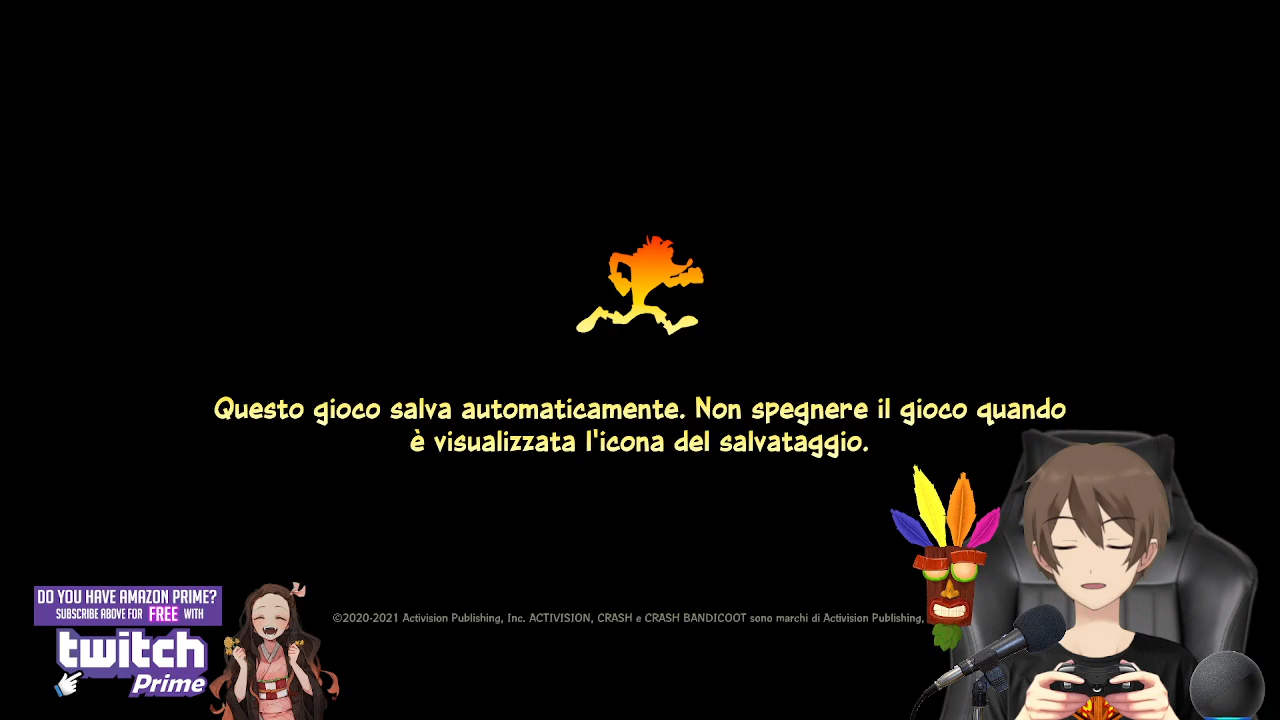 Questo gioco salva automaticamente. Non spegnere il gioco quando
è visualizzata l'icona del salvataggio.
DO YOU HAVE AMAZON PRIME?
SUBSCRIBE ABOVE FOR FREE WITH
twitch
Prime
©2020-2021 Activision Publishing, Inc. ACTIVISION, CRASH e CRASH BANDICOOT sono marchi di Activision Publishing,